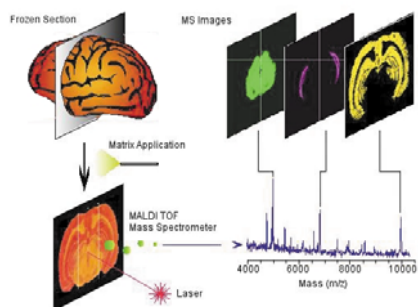 Frozen Section
MS Images
Matrix Application
MALDI TOF
Mass Spectrometer
Laser
4000 6000 8000 10000
Mass (m/z)